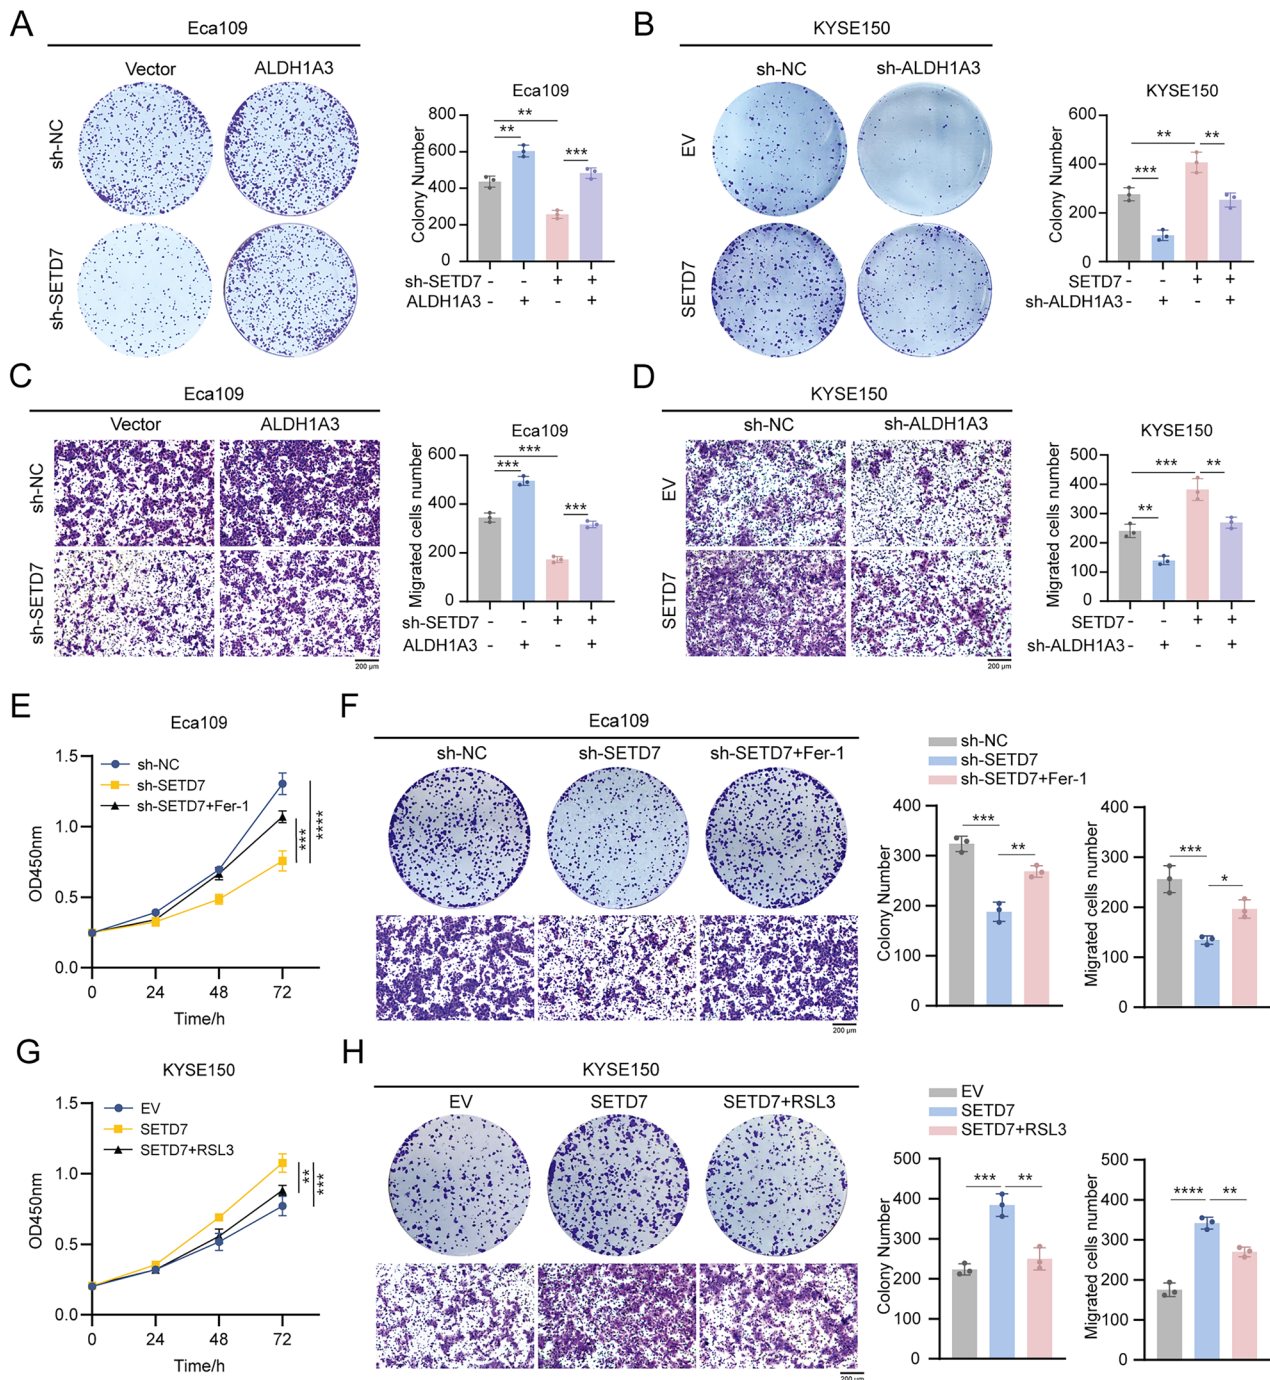 A
Eca109
Vector
ALDH1A3
sh-NC
sh-SETD7
Eca109
Colony Number
800
600
400
200
0
**
**
***
sh-SETD7 - - + +
ALDH1A3 - + - +
B
KYSE150
sh-NC
sh-ALDH1A3
EV
SETD7
KYSE150
Colony Number
600
400
200
0
**
**
***
SETD7 - - + +
sh-ALDH1A3 - + - +
C
Eca109
Vector
ALDH1A3
sh-NC
sh-SETD7
200 μm
Eca109
Migrated cells number
600
400
200
0
***
***
***
sh-SETD7 - - + +
ALDH1A3 - + - +
D
KYSE150
sh-NC
sh-ALDH1A3
EV
SETD7
200 μm
KYSE150
Migrated cells number
500
400
300
200
100
0
***
**
**
SETD7 - - + +
sh-ALDH1A3 - + - +
E
Eca109
OD450nm
1.5
1.0
0.5
0.0
sh-NC
sh-SETD7
sh-SETD7+Fer-1
***
****
0 24 48 72
Time/h
F
Eca109
sh-NC
sh-SETD7
sh-SETD7+Fer-1
200 μm
sh-NC
sh-SETD7
sh-SETD7+Fer-1
Colony Number
400
300
200
100
0
***
**
Migrated cells number
400
300
200
100
0
***
*
G
KYSE150
OD450nm
1.5
1.0
0.5
0.0
EV
SETD7
SETD7+RSL3
**
***
0 24 48 72
Time/h
H
KYSE150
EV
SETD7
SETD7+RSL3
200 μm
EV
SETD7
SETD7+RSL3
Colony Number
500
400
300
200
100
0
***
**
Migrated cells number
500
400
300
200
100
0
****
**